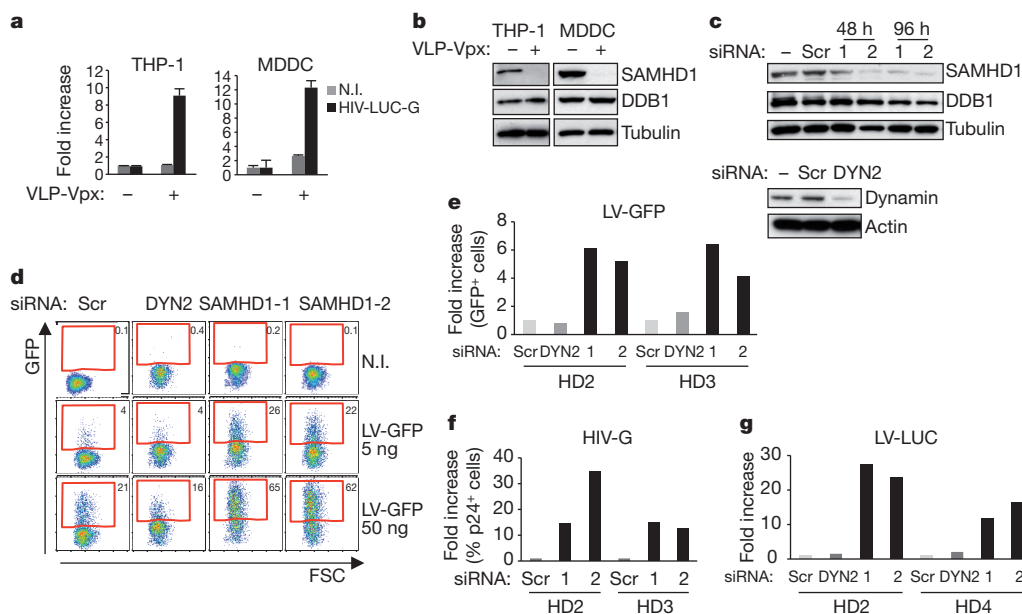 a
THP-1
MDDC
Fold increase
12
10
8
6
4
2
0
14
12
10
8
6
4
2
0
N.I.
HIV-LUC-G
VLP-Vpx: – + – +
b
THP-1 MDDC
VLP-Vpx: – + – +
SAMHD1
DDB1
Tubulin
c
48 h 96 h
siRNA: – Scr 1 2 1 2
SAMHD1
DDB1
Tubulin
siRNA: – Scr DYN2
Dynamin
Actin
d
siRNA: Scr DYN2 SAMHD1-1 SAMHD1-2
0.1 0.4 0.2 0.1
N.I.
4 4 26 22
LV-GFP
5 ng
21 16 65 62
LV-GFP
50 ng
GFP
FSC
e
LV-GFP
Fold increase
(GFP+ cells)
8
6
4
2
0
siRNA: Scr DYN2 1 2 Scr DYN2 1 2
HD2 HD3
f
HIV-G
Fold increase
(% p24+ cells)
40
30
20
10
0
siRNA: Scr 1 2 Scr 1 2
HD2 HD3
g
LV-LUC
Fold increase
30
20
10
0
siRNA: Scr DYN2 1 2 Scr DYN2 1 2
HD2 HD4